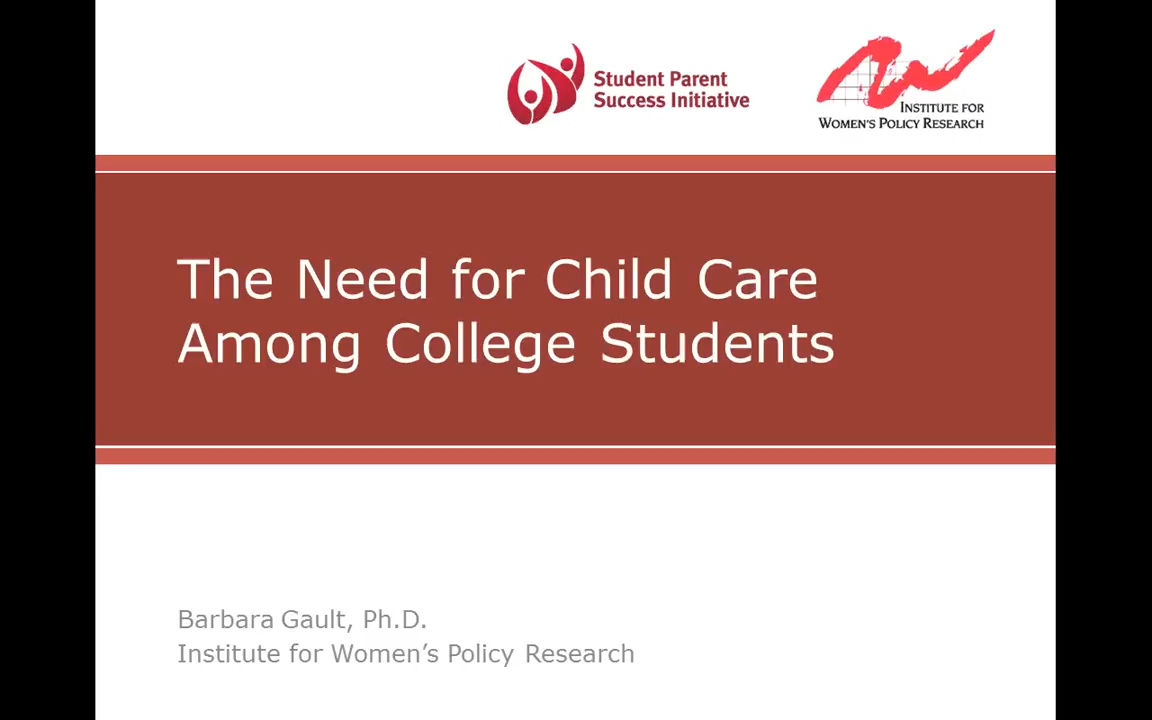 Student Parent
Success Initiative
INSTITUTE FOR
WOMEN'S POLICY RESEARCH
The Need for Child Care
Among College Students
Barbara Gault, Ph.D.
Institute for Women’s Policy Research